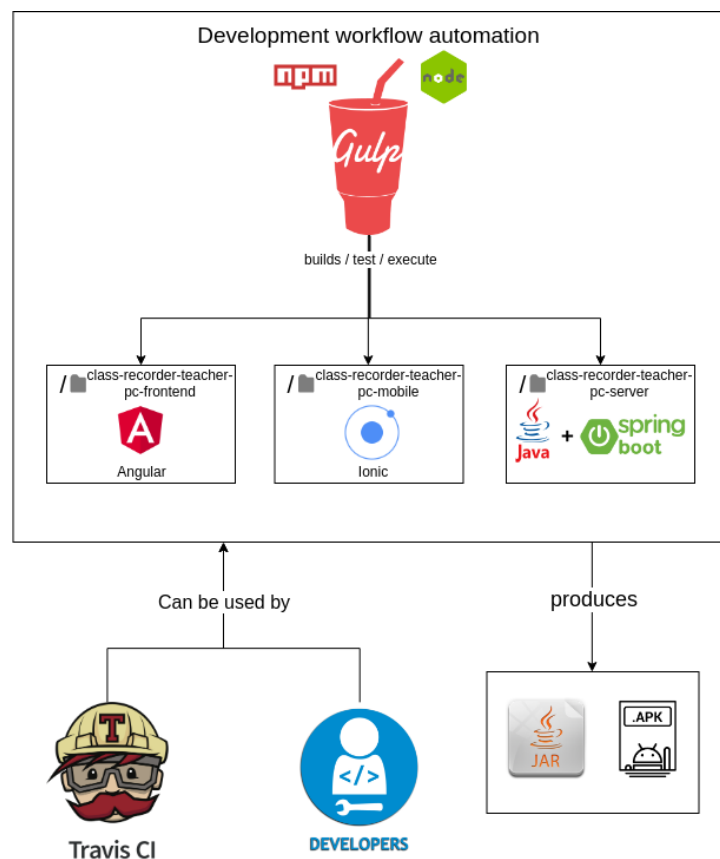 Development workflow automation
npm
node
Gulp
builds / test / execute
/ class-recorder-teacher-
pc-frontend
Angular
/ class-recorder-teacher-
pc-mobile
Ionic
/ class-recorder-teacher-
pc-server
Java
+
spring
boot
Can be used by
produces
T
Travis CI
</>
DEVELOPERS
JAR
.APK